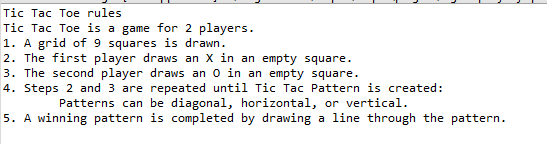 Tic Tac Toe rules
Tic Tac Toe is a game for 2 players.
1. A grid of 9 squares is drawn.
2. The first player draws an X in an empty square.
3. The second player draws an O in an empty square.
4. Steps 2 and 3 are repeated until Tic Tac Pattern is created:
Patterns can be diagonal, horizontal, or vertical.
5. A winning pattern is completed by drawing a line through the pattern.